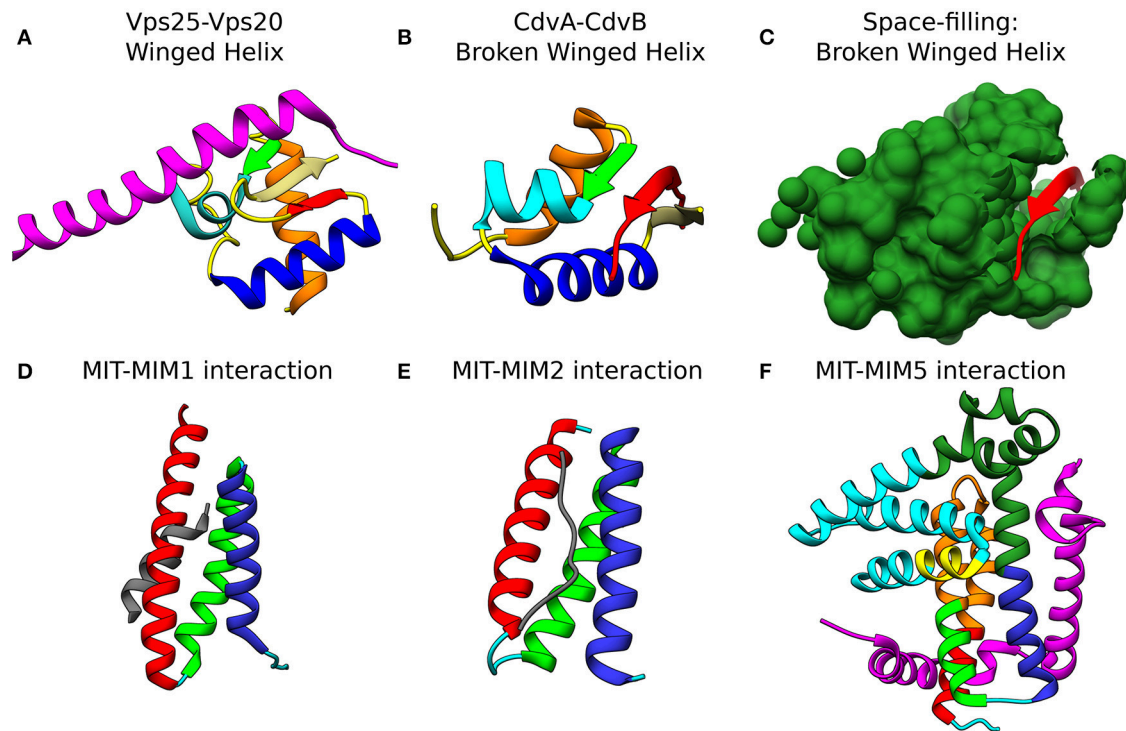 A
Vps25-Vps20
Winged Helix
B
CdvA-CdvB
Broken Winged Helix
C
Space-filling:
Broken Winged Helix
D
MIT-MIM1 interaction
E
MIT-MIM2 interaction
F
MIT-MIM5 interaction